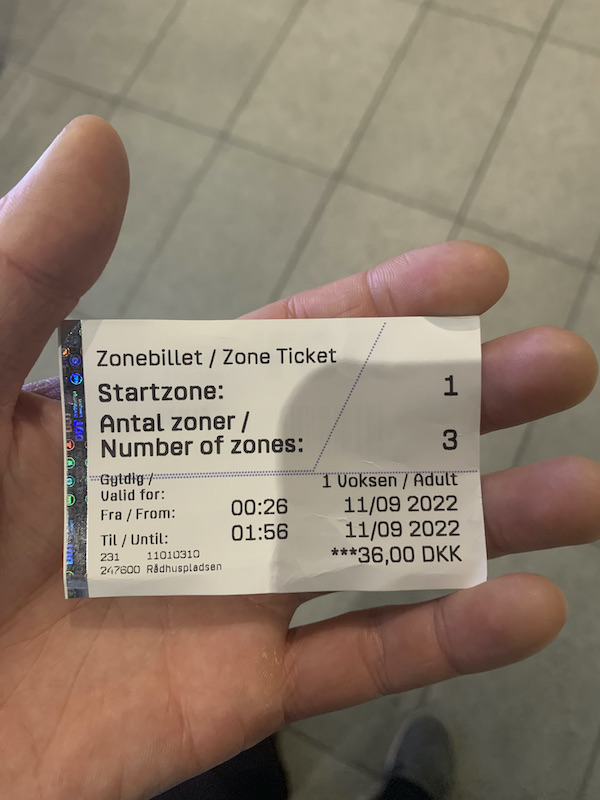 Zonebillet / Zone Ticket
Startzone: 1
Antal zoner /
Number of zones: 3
Gyldig /
Valid for: 1 Voksen / Adult
Fra / From: 00:26 11/09 2022
Til / Until: 01:56 11/09 2022
231 11010310 ***36,00 DKK
247600 Rådhuspladsen